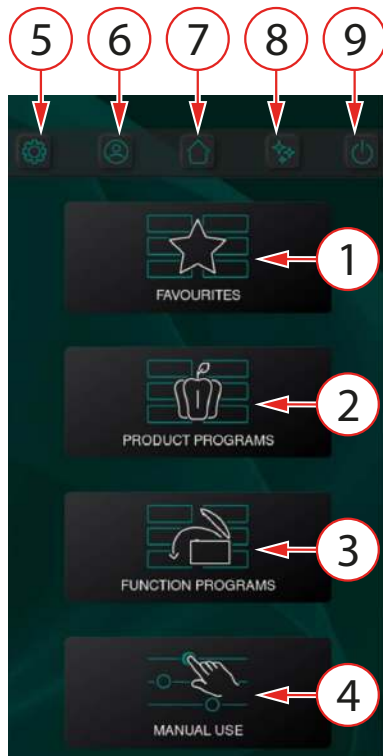 5 6 7 8 9
1
FAVOURITES
2
PRODUCT PROGRAMS
3
FUNCTION PROGRAMS
4
MANUAL USE